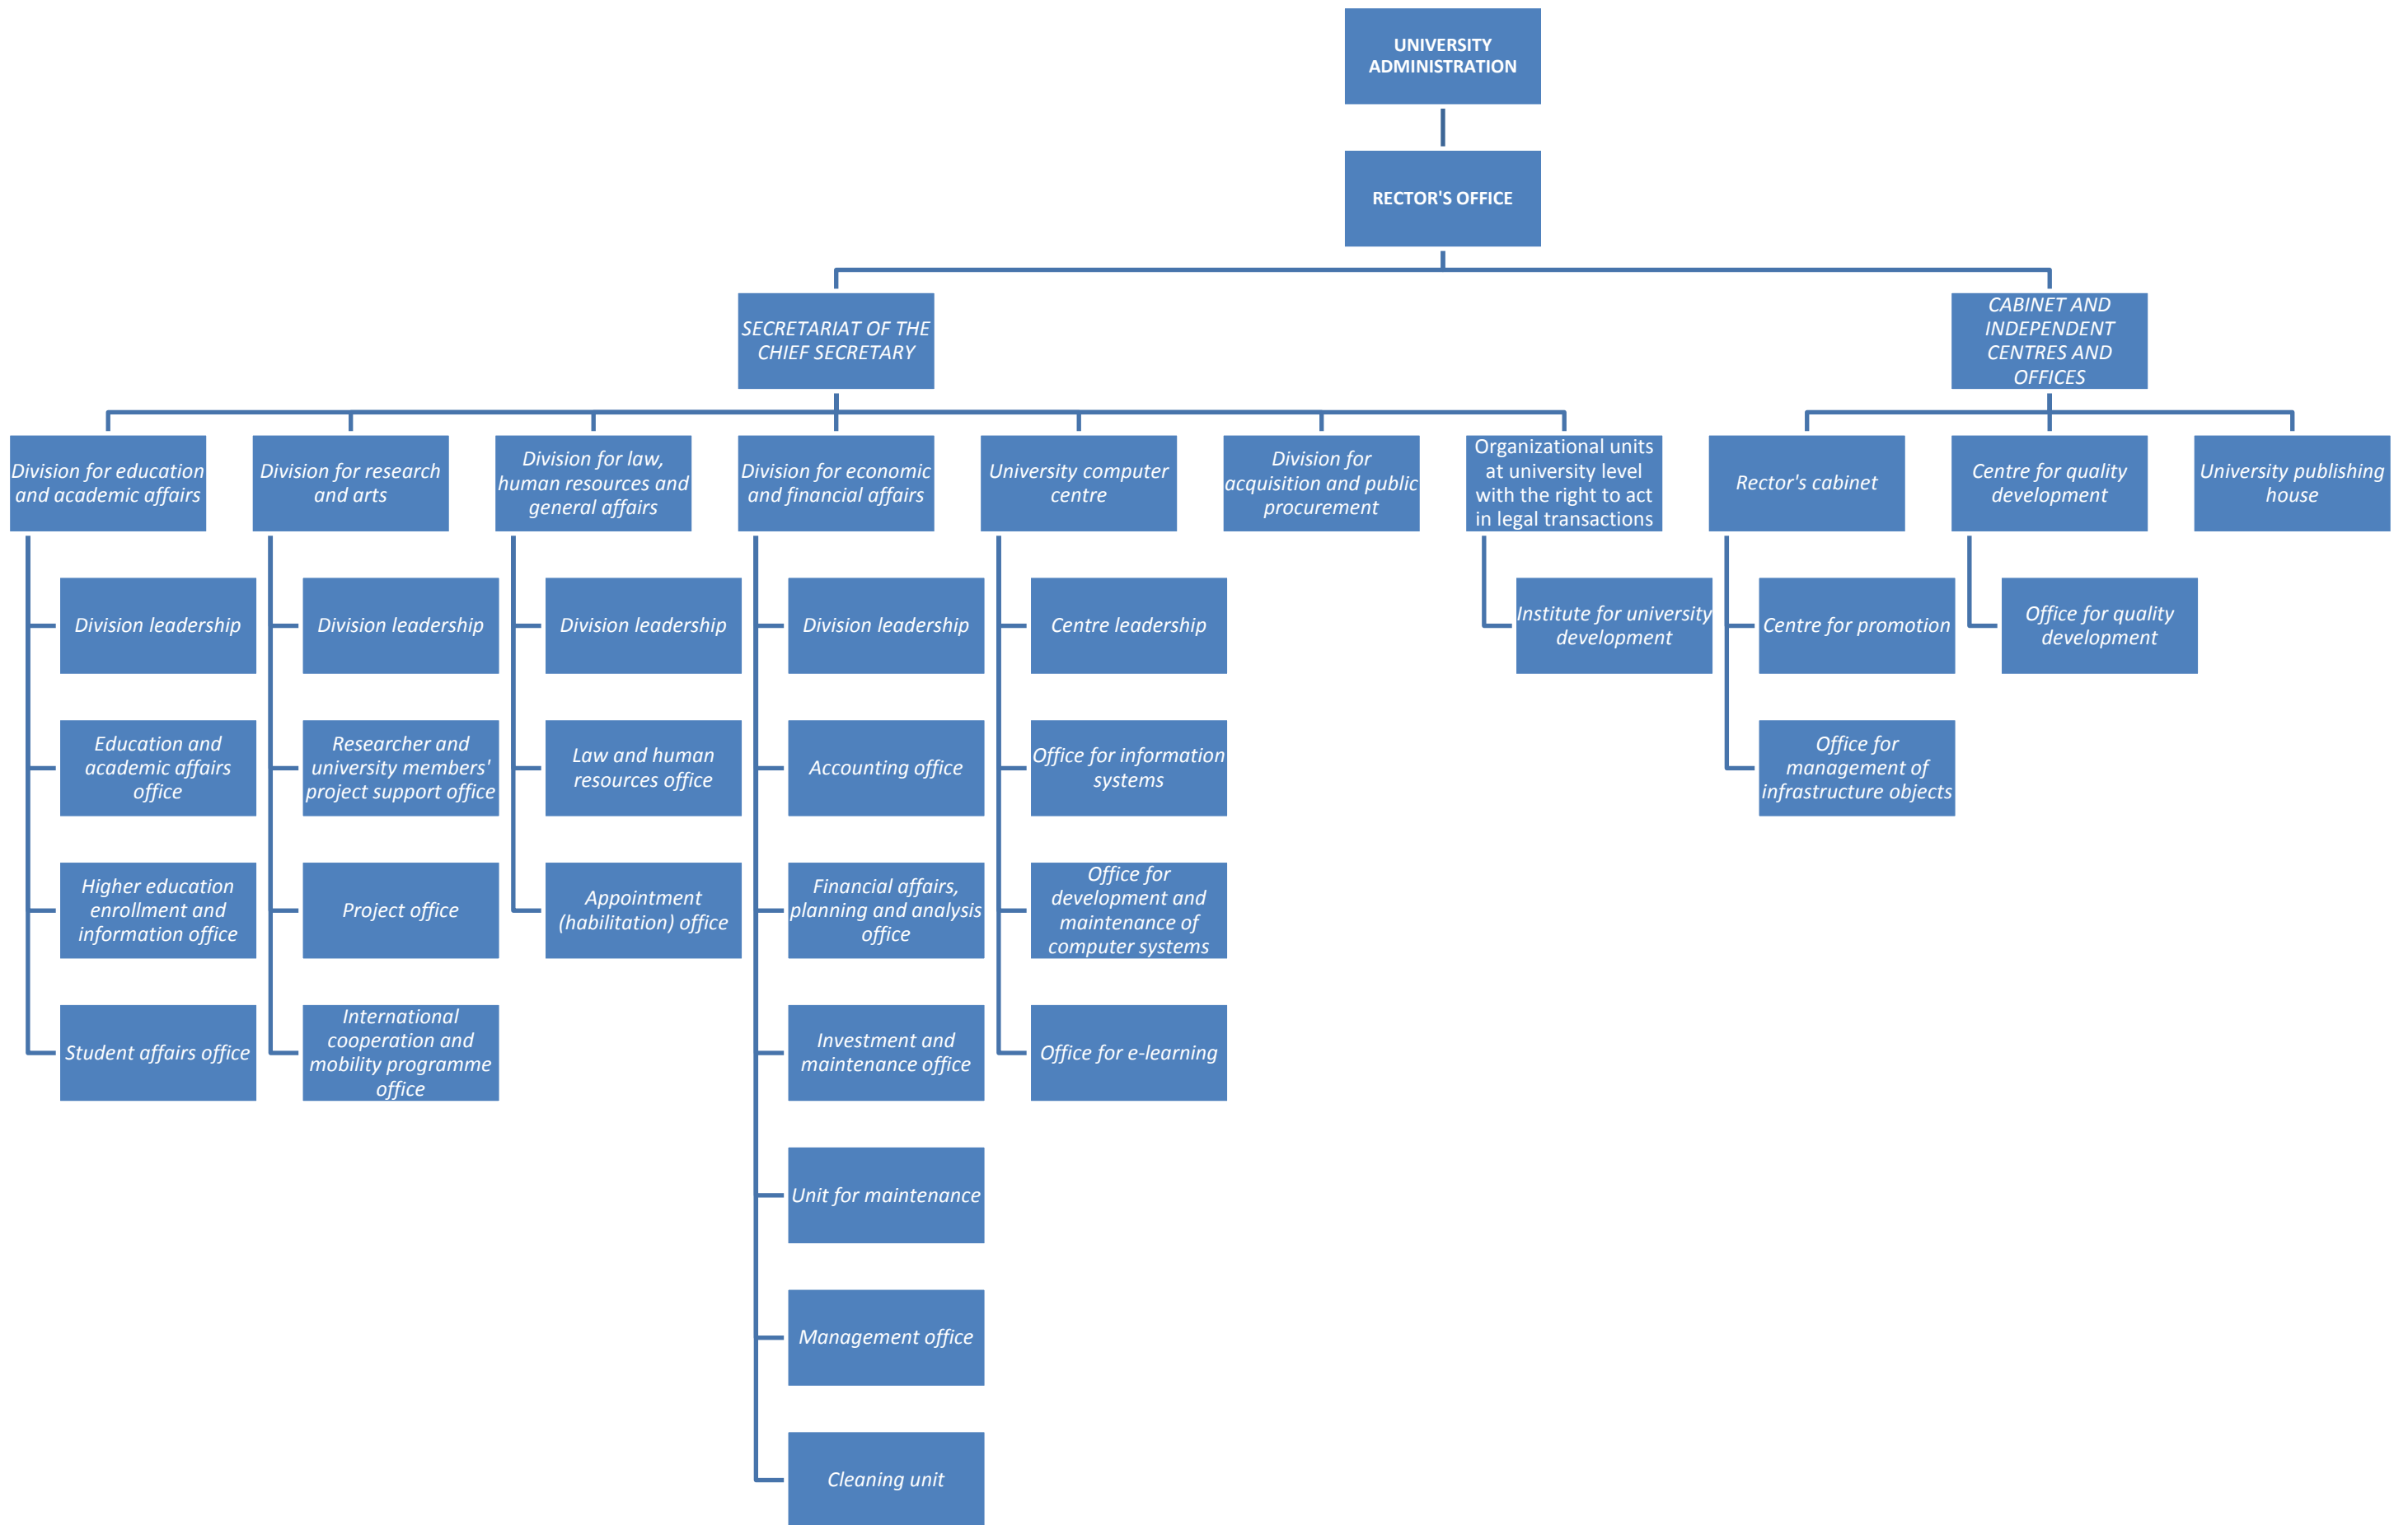 UNIVERSITY
ADMINISTRATION
RECTOR'S OFFICE
SECRETARIAT OF THE
CHIEF SECRETARY
CABINET AND
INDEPENDENT
CENTRES AND
OFFICES
Division for education
and academic affairs
Division for research
and arts
Division for law,
human resources and
general affairs
Division for economic
and financial affairs
University computer
centre
Division for
acquisition and public
procurement
Organizational units
at university level
with the right to act
in legal transactions
Rector's cabinet
Centre for quality
development
University publishing
house
Division leadership
Division leadership
Division leadership
Division leadership
Centre leadership
Institute for university
development
Centre for promotion
Office for quality
development
Education and
academic affairs
office
Researcher and
university members'
project support office
Law and human
resources office
Accounting office
Office for information
systems
Office for
management of
infrastructure objects
Higher education
enrollment and
information office
Project office
Appointment
(habilitation) office
Financial affairs,
planning and analysis
office
Office for
development and
maintenance of
computer systems
Student affairs office
International
cooperation and
mobility programme
office
Investment and
maintenance office
Office for e-learning
Unit for maintenance
Management office
Cleaning unit